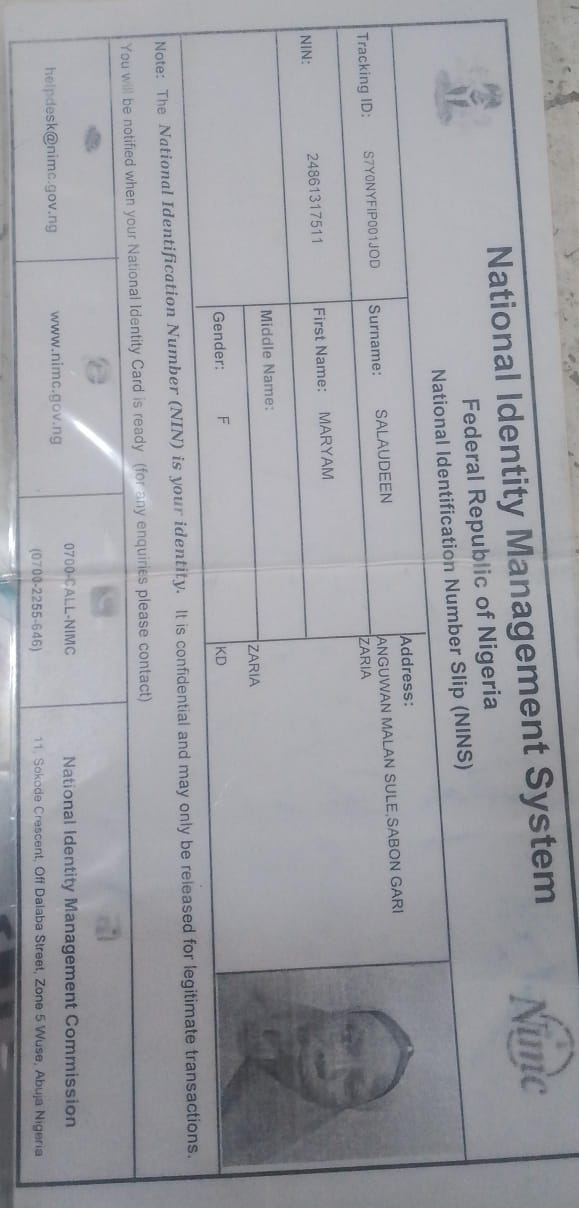 National Identity Management System
Federal Republic of Nigeria
National Identification Number Slip (NINS)
Nimc
Tracking ID: S7Y0NYFIP001JOD
Surname: SALAUDEEN
Address:
ANGUWAN MALAN SULE,SABON GARI
ZARIA
NIN: 24861317511
First Name: MARYAM
Middle Name:
ZARIA
Gender: F
KD
Note: The National Identification Number (NIN) is your identity. It is confidential and may only be released for legitimate transactions.
You will be notified when your National Identity Card is ready (for any enquiries please contact)
helpdesk@nimc.gov.ng
www.nimc.gov.ng
0700-CALL-NIMC
(0700-2255-646)
National Identity Management Commission
11, Sokode Crescent, Off Dalaba Street, Zone 5 Wuse, Abuja Nigeria